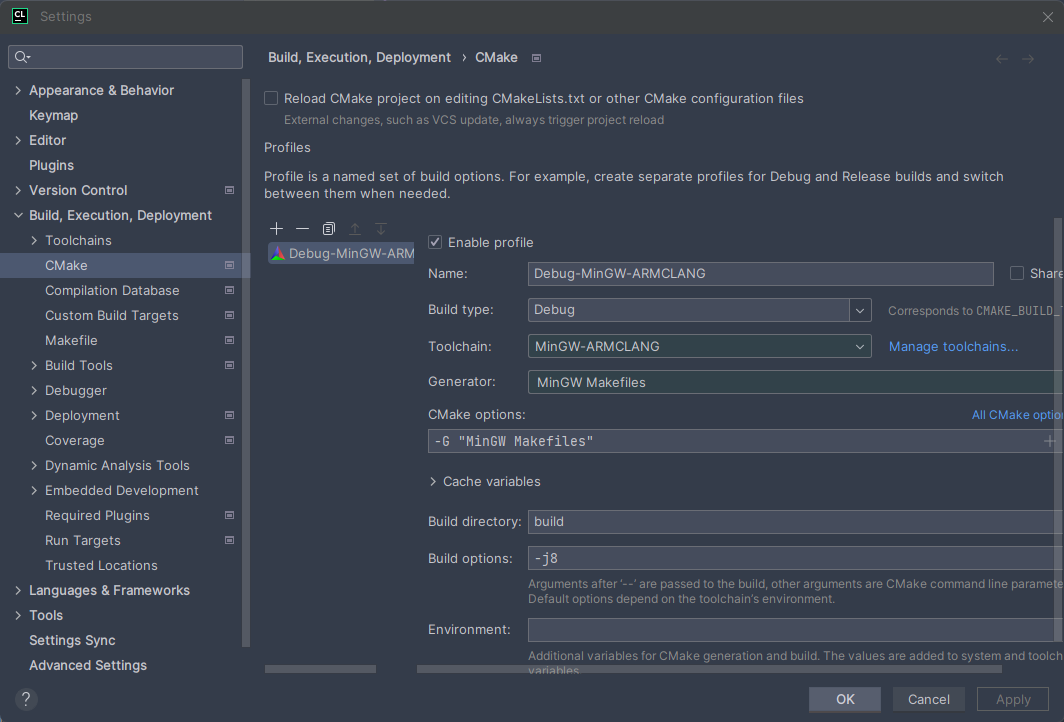 CL Settings
Build, Execution, Deployment › CMake
Appearance & Behavior
Keymap
Editor
Plugins
Version Control
Build, Execution, Deployment
Toolchains
CMake
Compilation Database
Custom Build Targets
Makefile
Build Tools
Debugger
Deployment
Coverage
Dynamic Analysis Tools
Embedded Development
Required Plugins
Run Targets
Trusted Locations
Languages & Frameworks
Tools
Settings Sync
Advanced Settings
Reload CMake project on editing CMakeLists.txt or other CMake configuration files
External changes, such as VCS update, always trigger project reload
Profiles
Profile is a named set of build options. For example, create separate profiles for Debug and Release builds and switch
between them when needed.
Debug-MinGW-ARM
Enable profile
Name: Debug-MinGW-ARMCLANG Share
Build type: Debug Corresponds to CMAKE_BUILD_
Toolchain: MinGW-ARMCLANG Manage toolchains...
Generator: MinGW Makefiles
CMake options: All CMake optio
-G "MinGW Makefiles"
Cache variables
Build directory: build
Build options: -j8
Arguments after '--' are passed to the build, other arguments are CMake command line paramete
Default options depend on the toolchain's environment.
Environment:
Additional variables for CMake generation and build. The values are added to system and toolch
variables.
?
OK
Cancel
Apply